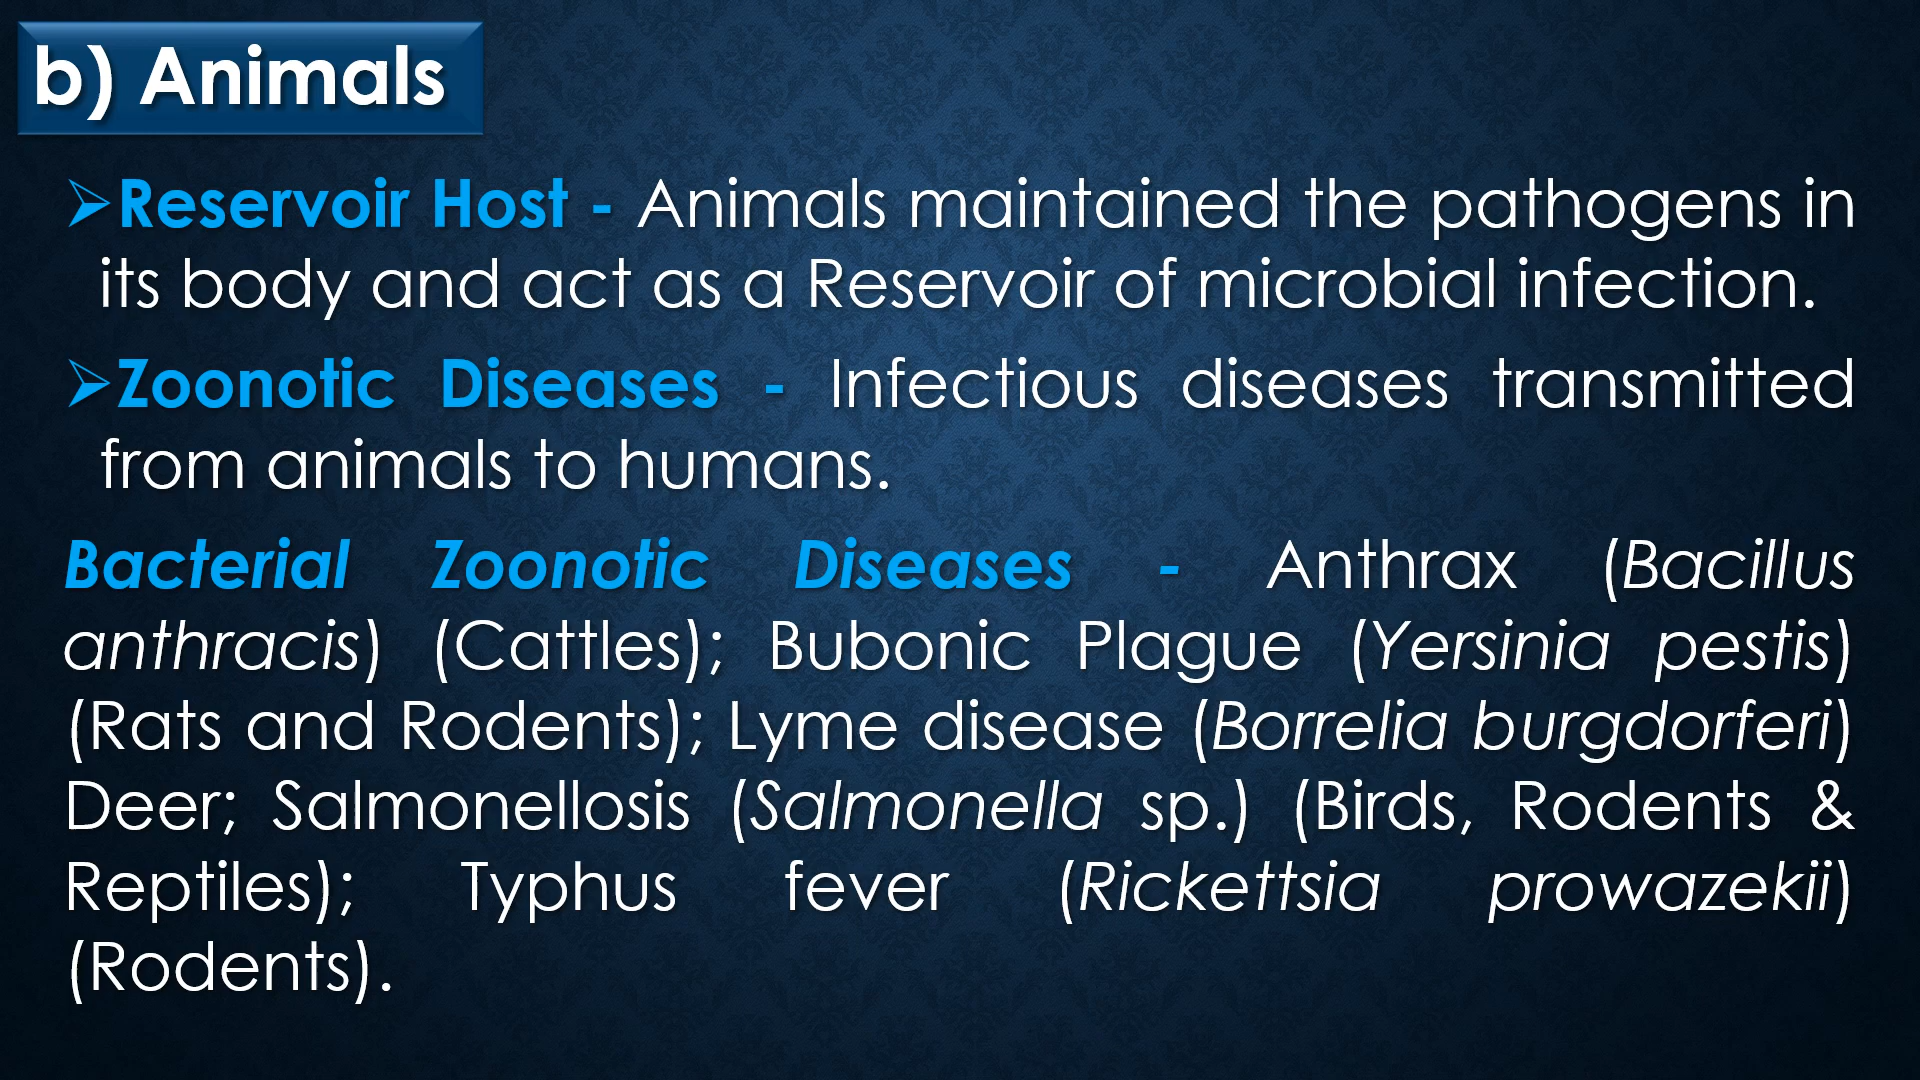 b) Animals
➢Reservoir Host - Animals maintained the pathogens in
its body and act as a Reservoir of microbial infection.
➢Zoonotic Diseases - Infectious diseases transmitted
from animals to humans.
Bacterial Zoonotic Diseases - Anthrax (Bacillus
anthracis) (Cattles); Bubonic Plague (Yersinia pestis)
(Rats and Rodents); Lyme disease (Borrelia burgdorferi)
Deer; Salmonellosis (Salmonella sp.) (Birds, Rodents &
Reptiles); Typhus fever (Rickettsia prowazekii)
(Rodents).